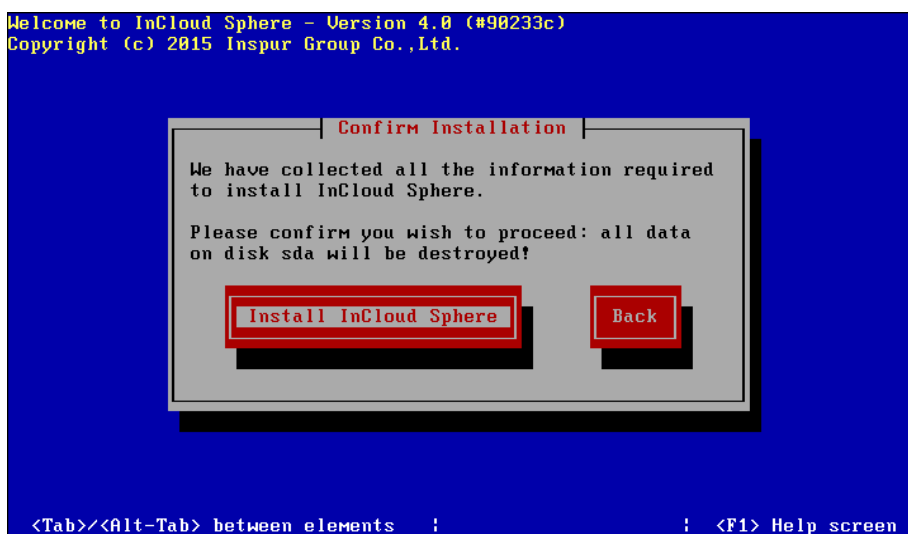 Welcome to InCloud Sphere - Version 4.0 (#90233c)
Copyright (c) 2015 Inspur Group Co.,Ltd.
Confirm Installation
We have collected all the information required
to install InCloud Sphere.
Please confirm you wish to proceed: all data
on disk sda will be destroyed!
Install InCloud Sphere Back
<Tab>/<Alt-Tab> between elements ¦ ¦ <F1> Help screen